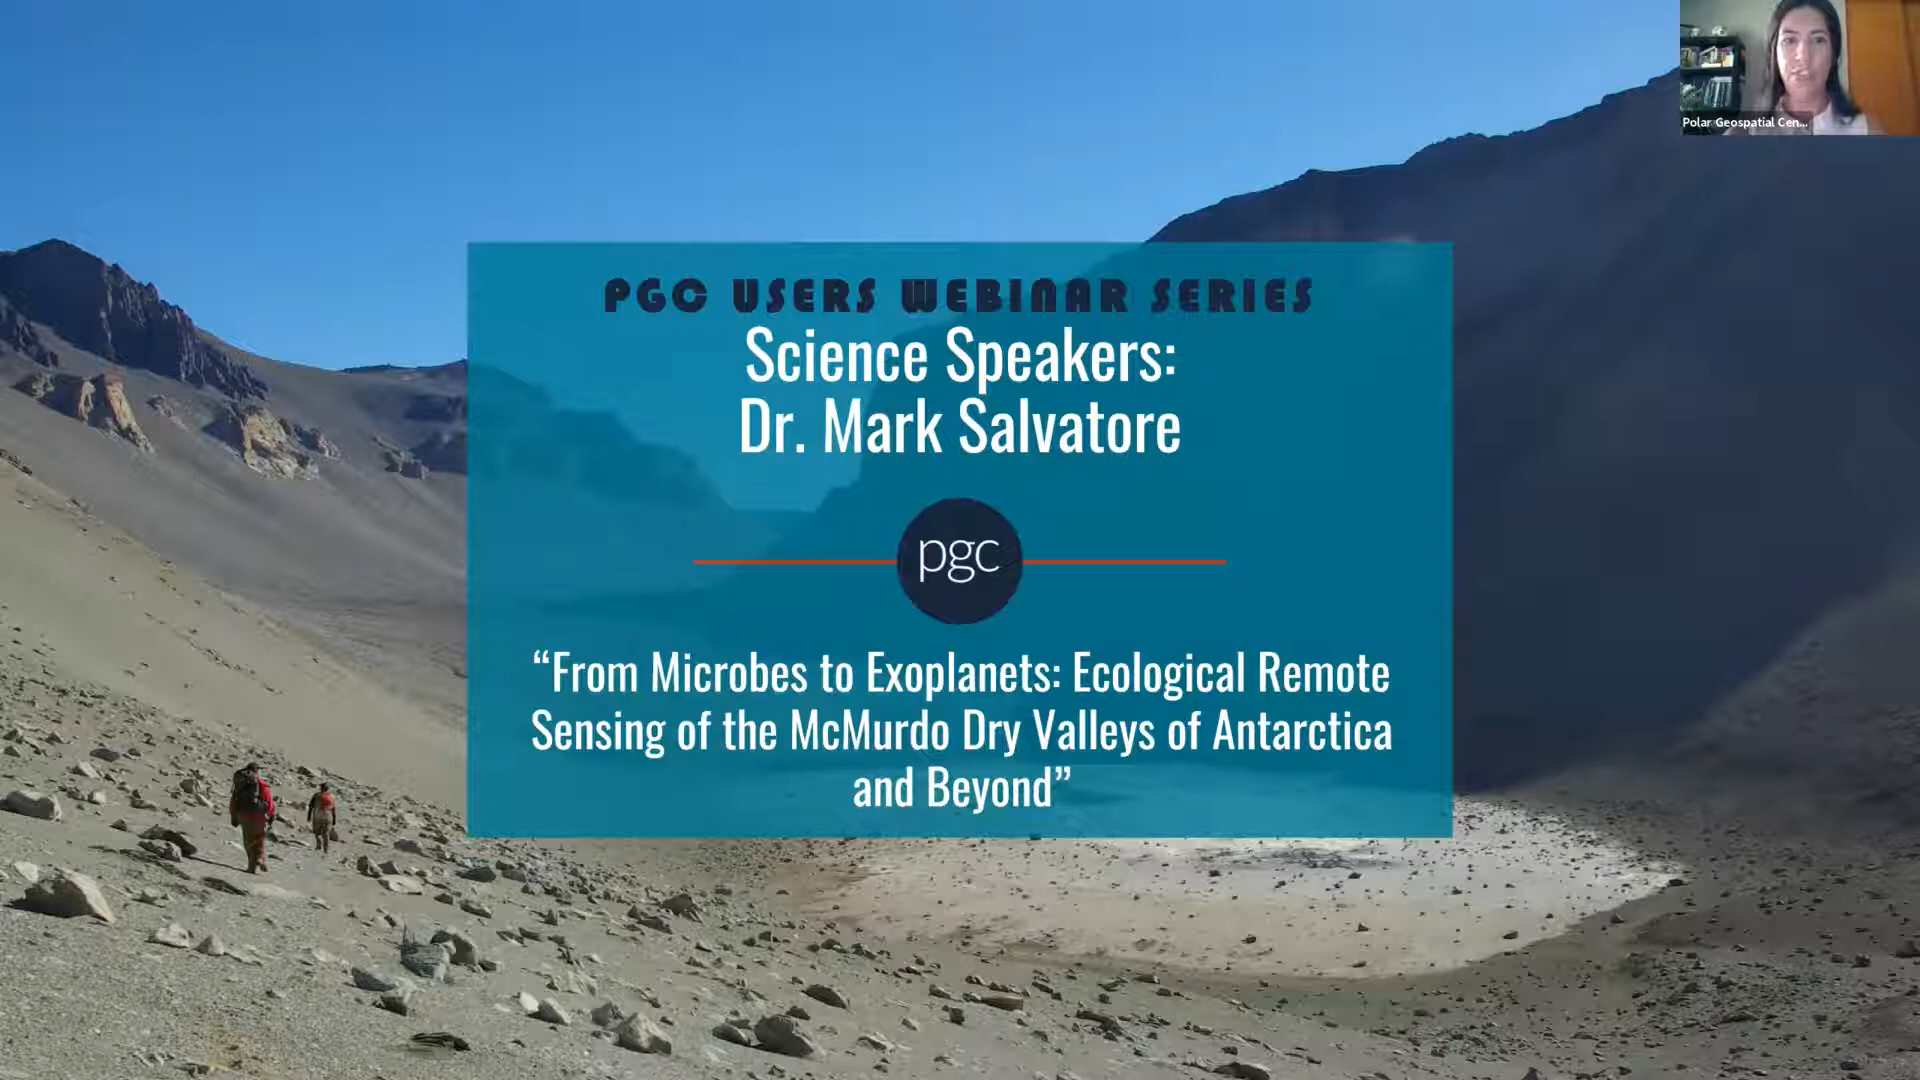 Polar Geospatial Cen...
PGC USERS WEBINAR SERIES
Science Speakers:
Dr. Mark Salvatore
pgc
“From Microbes to Exoplanets: Ecological Remote
Sensing of the McMurdo Dry Valleys of Antarctica
and Beyond”